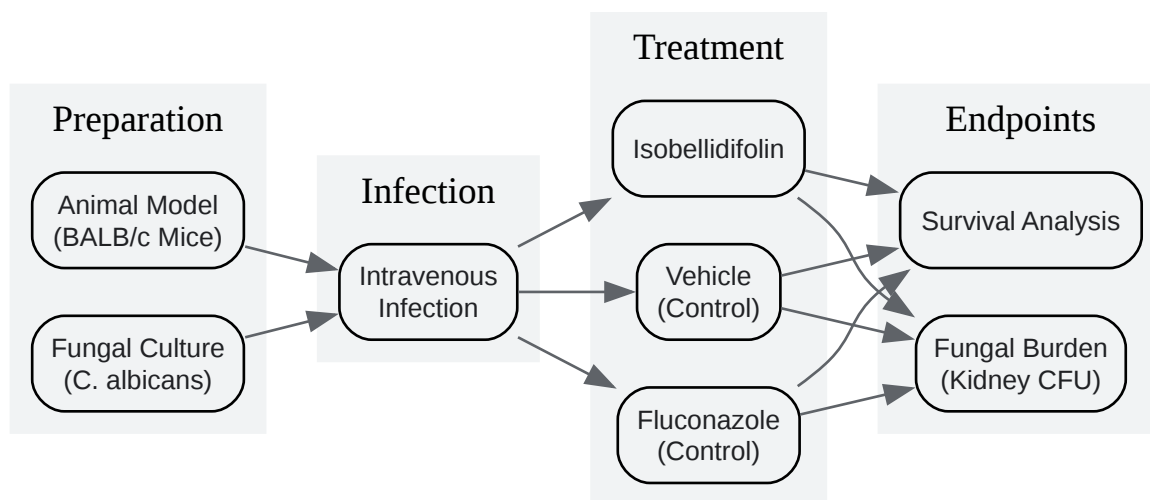 Preparation
Animal Model
(BALB/c Mice)
Fungal Culture
(C. albicans)
Infection
Intravenous
Infection
Treatment
Isobellidifolin
Vehicle
(Control)
Fluconazole
(Control)
Endpoints
Survival Analysis
Fungal Burden
(Kidney CFU)